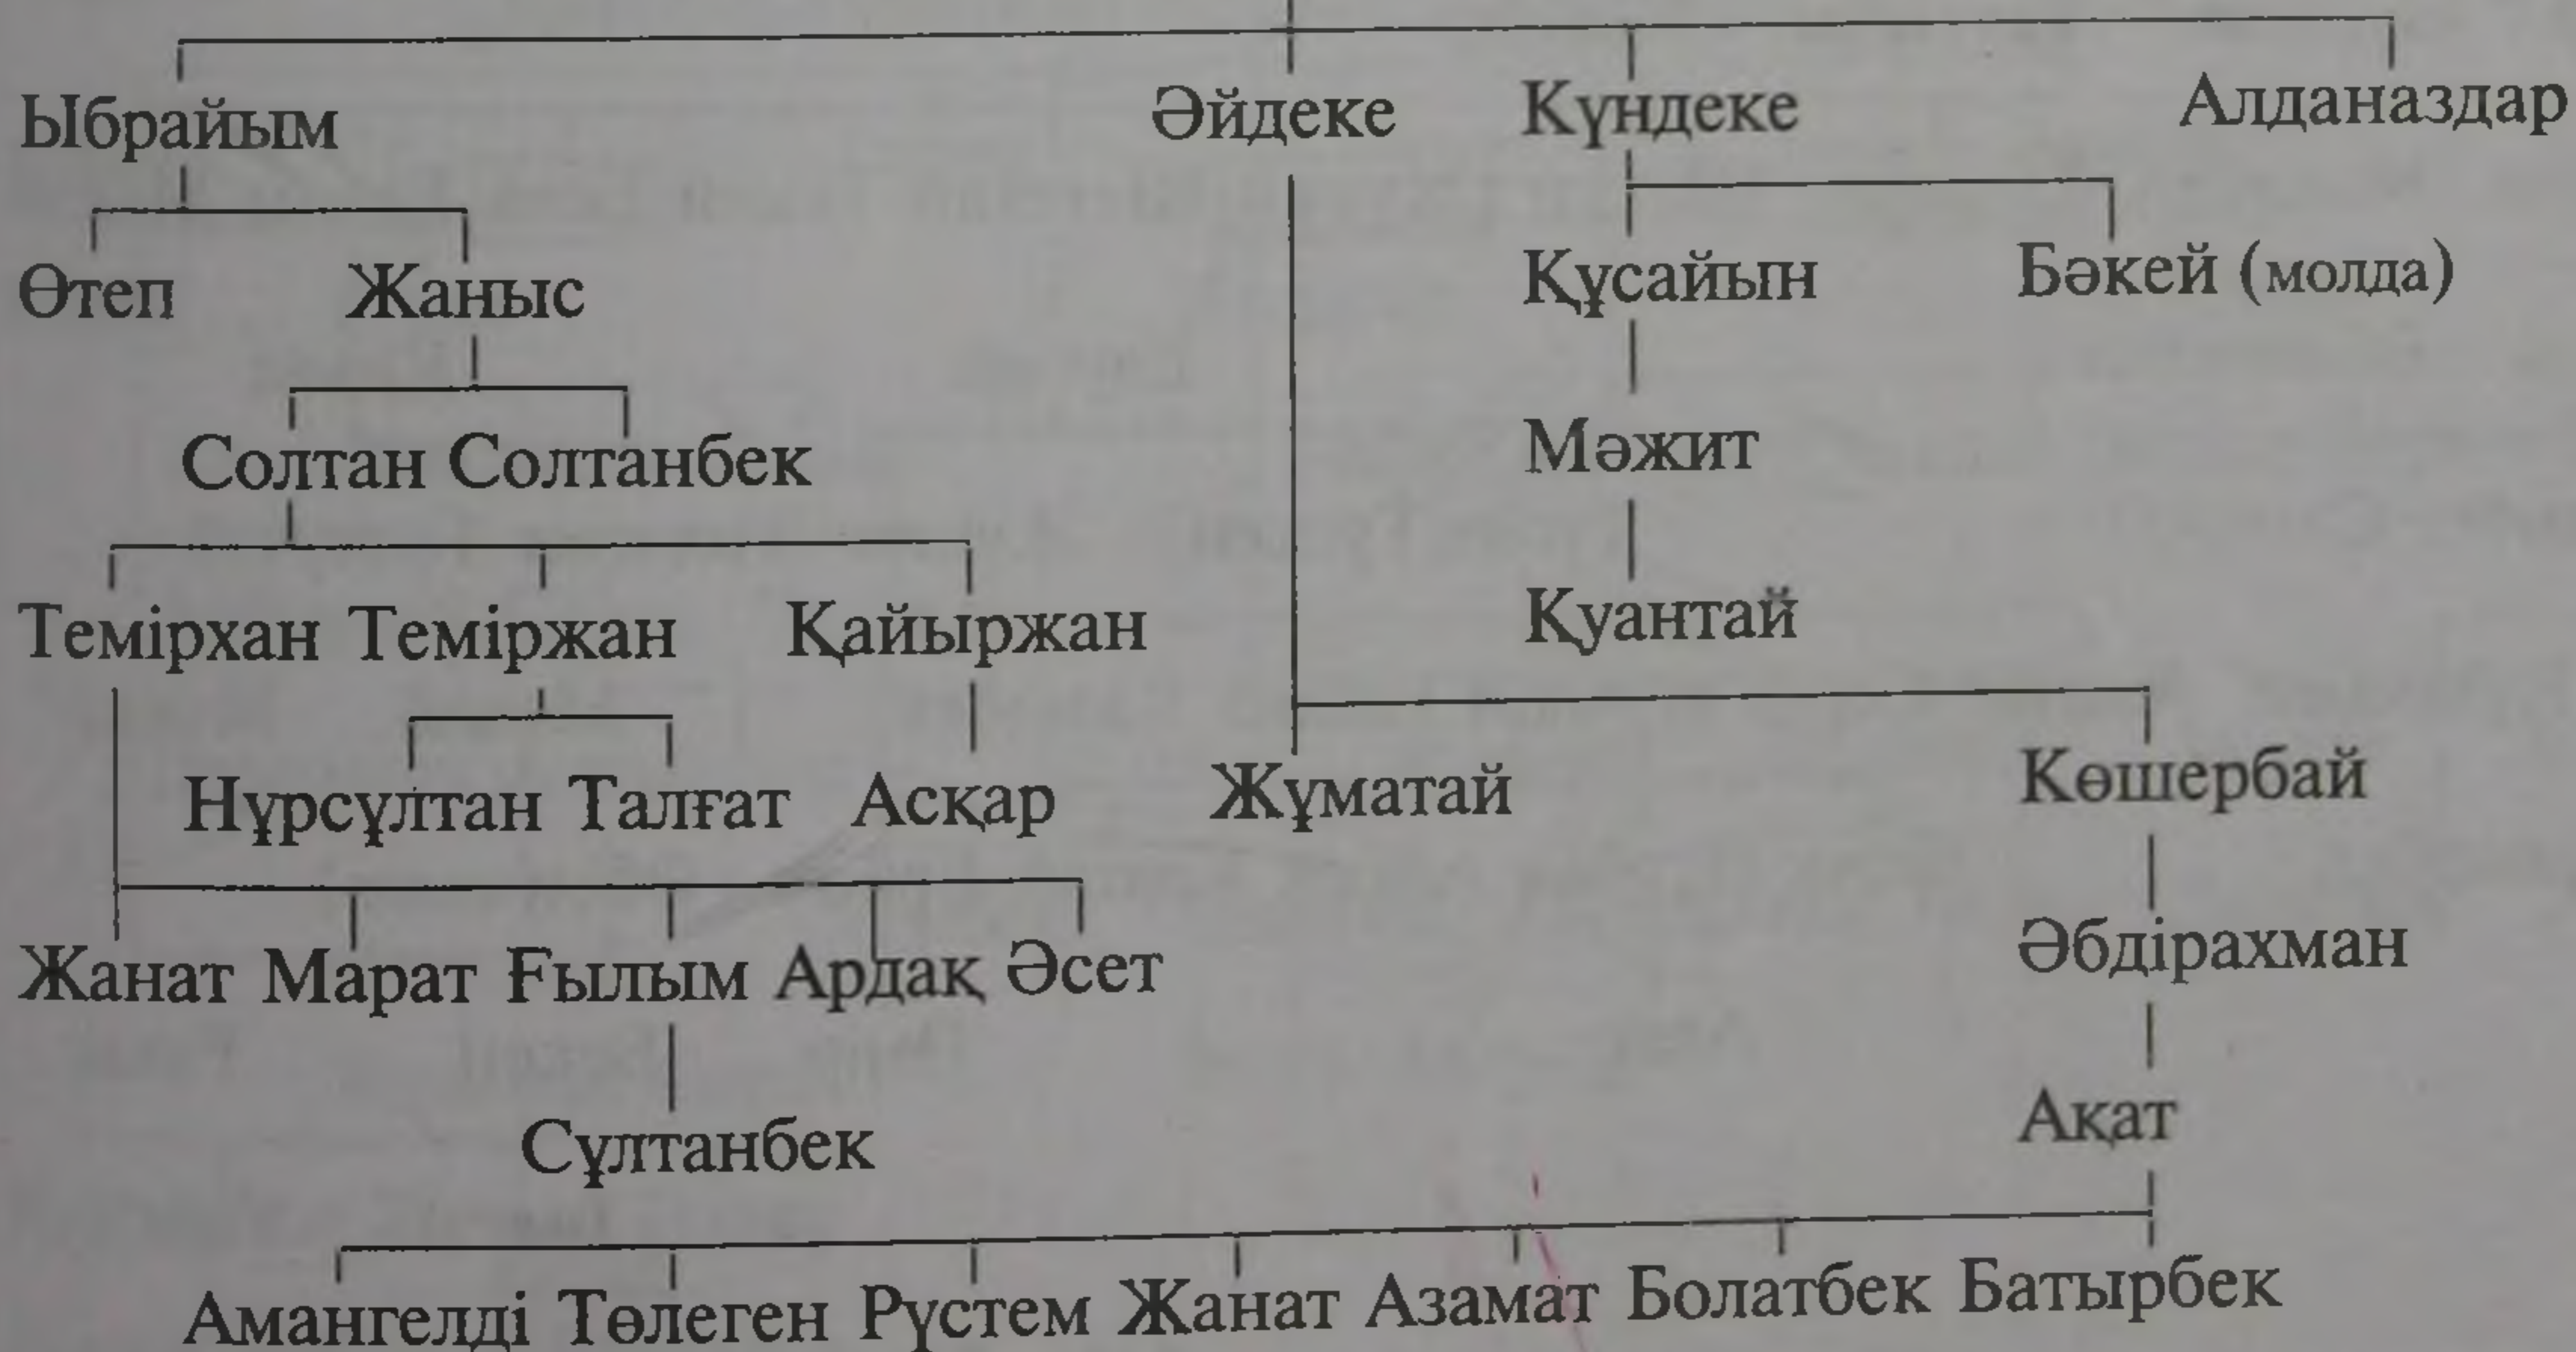 Ыбрайым Әйдеке Күндеке Алданаздар
Өтеп Жаныс Құсайын Бәкей (молда)
Солтан Солтанбек Мәжит
Темірхан Теміржан Қайыржан Қуантай
Нұрсұлтан Талғат Асқар Жұматай Көшербай
Жанат Марат Ғылым Ардақ Әсет Әбдірахман
Сұлтанбек Ақат
Амангелді Төлеген Рүстем Жанат Азамат Болатбек Батырбек